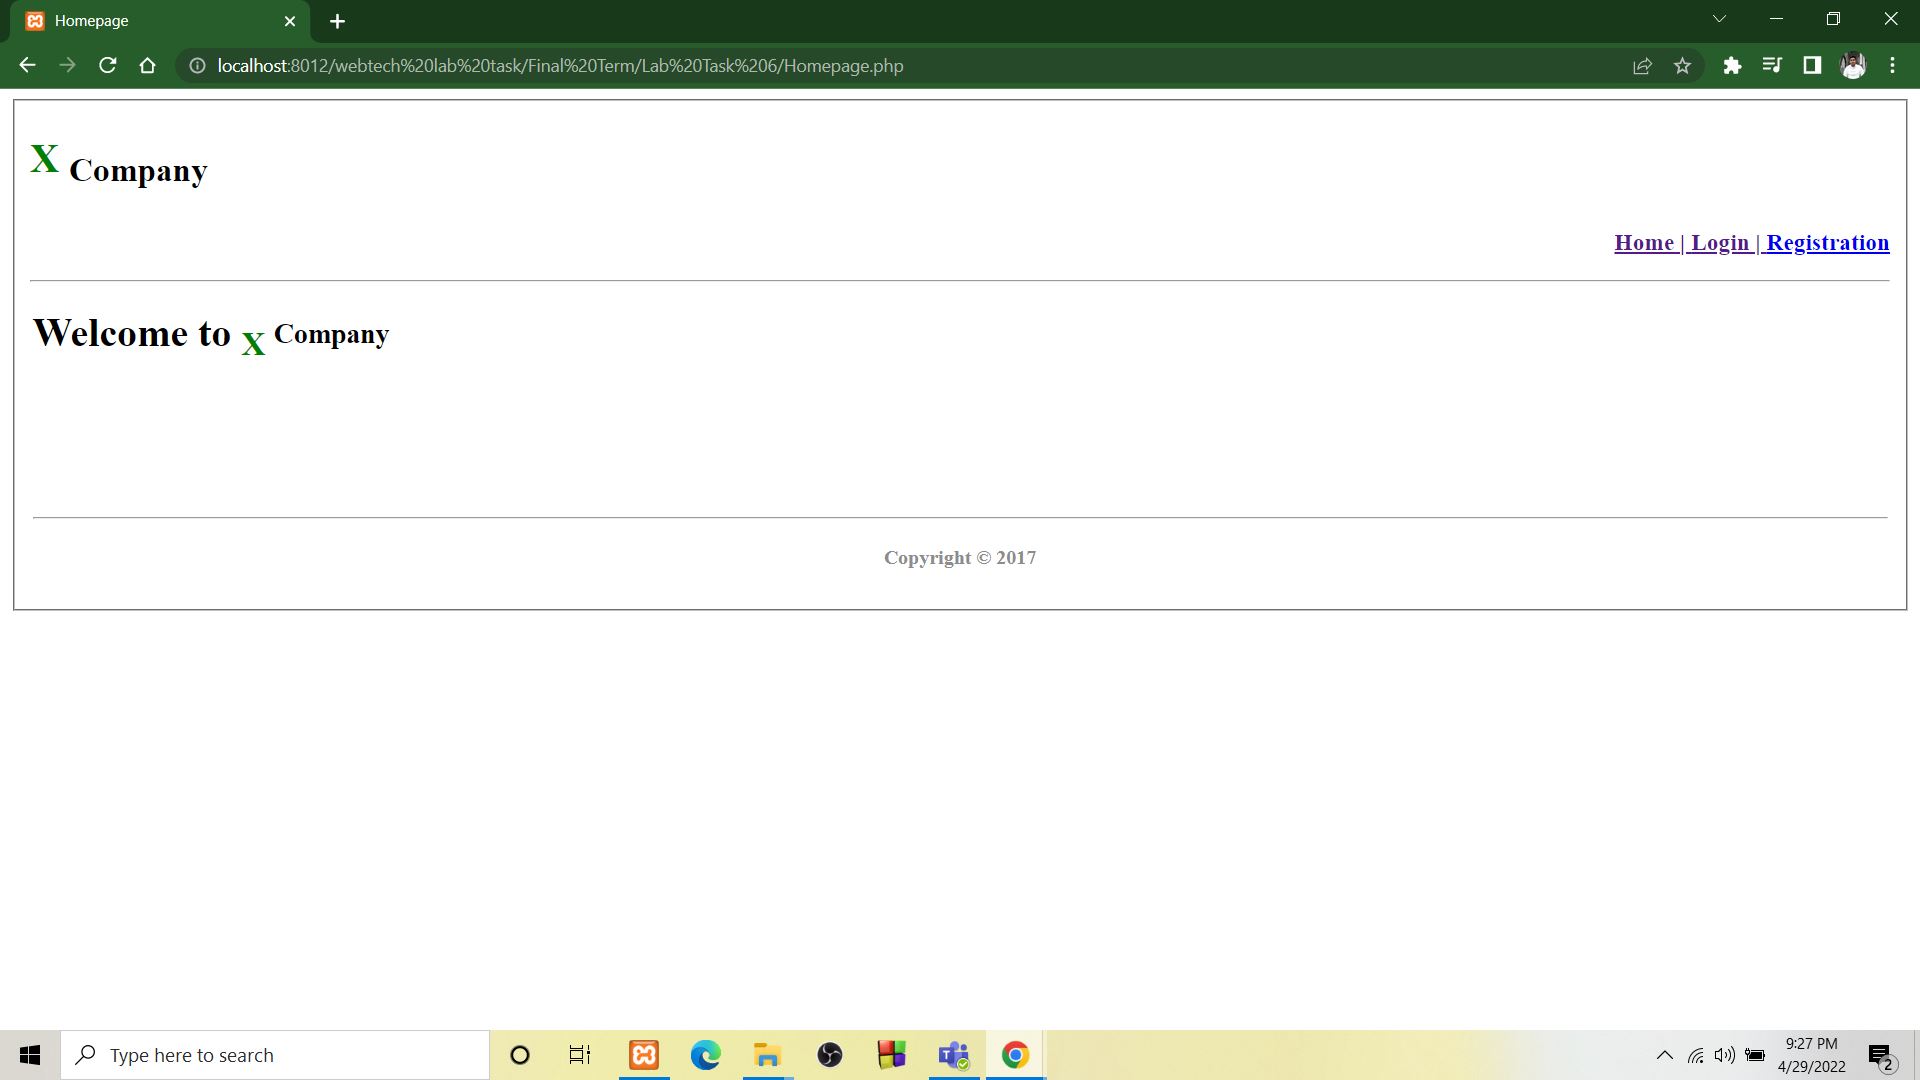 Homepage
localhost:8012/webtech%20lab%20task/Final%20Term/Lab%20Task%206/Homepage.php
X Company
Home | Login | Registration
Welcome to X Company
Copyright © 2017
Type here to search
9:27 PM
4/29/2022
2